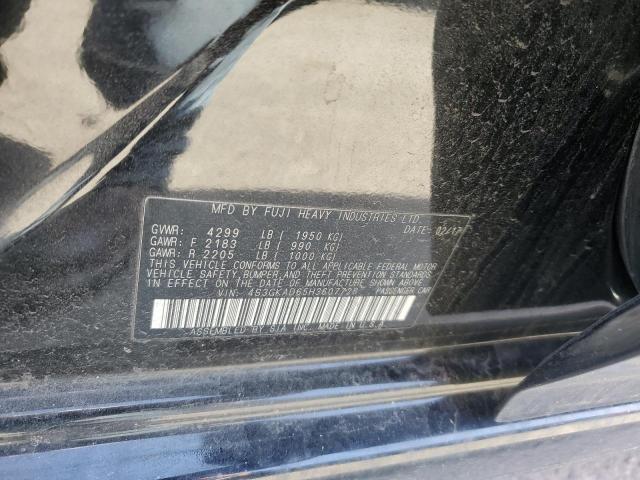 MFD BY FUJI HEAVY INDUSTRIES LTD.
DATE: 02/17
GVWR: 4299 LB ( 1950 KG)
GAWR: F 2183 LB ( 990 KG)
GAWR: R 2205 LB ( 1000 KG)
THIS VEHICLE CONFORMS TO ALL APPLICABLE FEDERAL MOTOR
VEHICLE SAFETY, BUMPER, AND THEFT PREVENTION STANDARDS
IN EFFECT ON THE DATE OF MANUFACTURE SHOWN ABOVE.
VIN: 4S3GKAD65H3607728
ASSEMBLED BY SIA INC. MADE IN U.S.A.